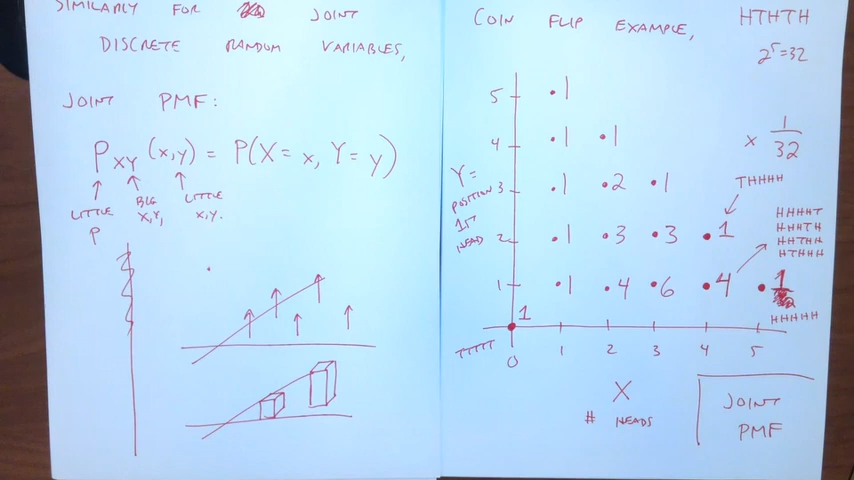 SIMILARLY FOR JOINT
DISCRETE RANDOM VARIABLES,
JOINT PMF:
P_XY (x,y) = P(X = x, Y = y)
LITTLE P
BIG X,Y,
LITTLE x,y.
COIN FLIP EXAMPLE, HTHTH
2^5 = 32
5 1
4 1 1
x 1/32
Y = POSITION 1ST HEAD
3 1 2 1
THHHH
2 1 3 3 1
HHHHT
HHHTH
HHTHH
HTHHH
1 1 4 6 4 1
HHHHH
1
TTTTT
0 1 2 3 4 5
X
# HEADS
JOINT
PMF